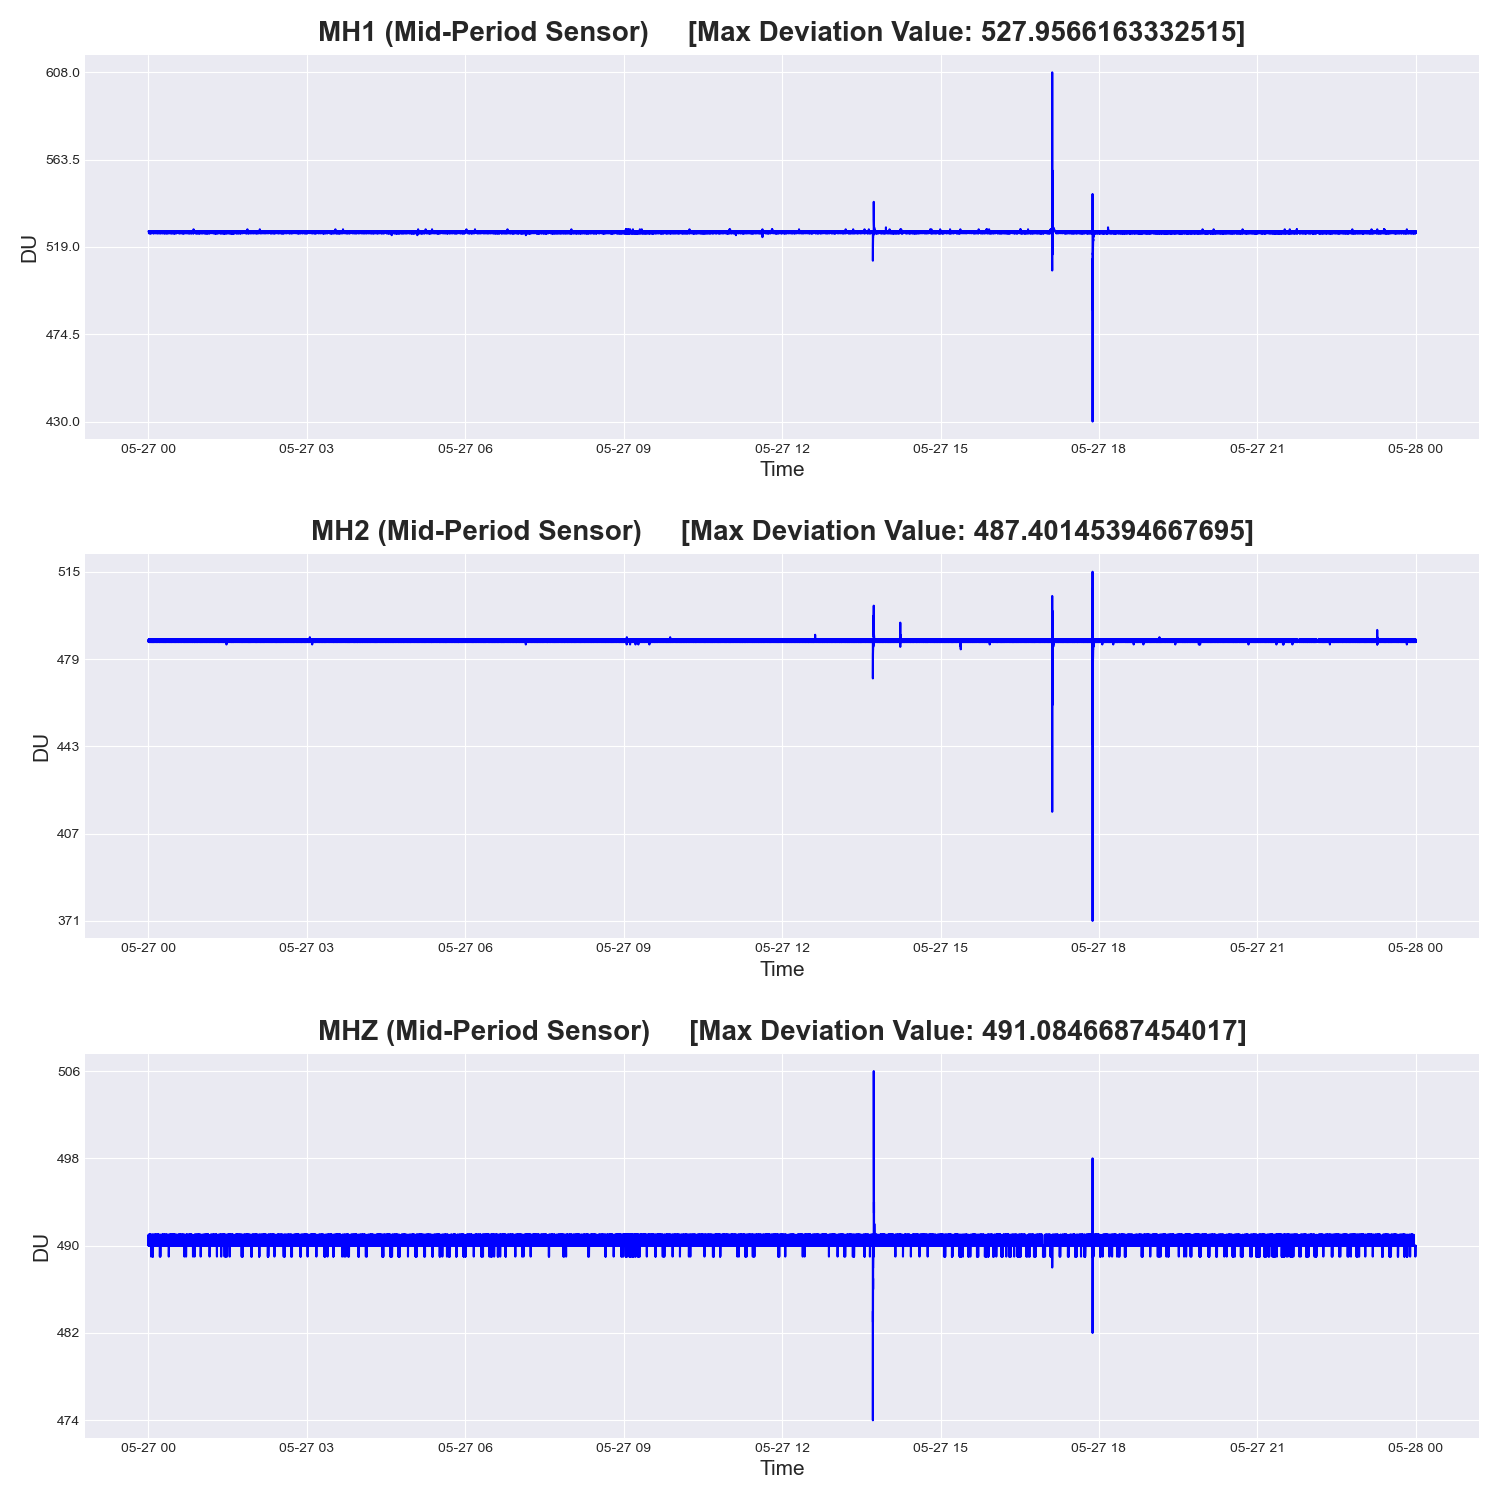 MH1 (Mid-Period Sensor) [Max Deviation Value: 527.9566163332515]
608.0
563.5
519.0
474.5
430.0
DU
05-27 00 05-27 03 05-27 06 05-27 09 05-27 12 05-27 15 05-27 18 05-27 21 05-28 00
Time
MH2 (Mid-Period Sensor) [Max Deviation Value: 487.40145394667695]
515
479
443
407
371
DU
05-27 00 05-27 03 05-27 06 05-27 09 05-27 12 05-27 15 05-27 18 05-27 21 05-28 00
Time
MHZ (Mid-Period Sensor) [Max Deviation Value: 491.0846687454017]
506
498
490
482
474
DU
05-27 00 05-27 03 05-27 06 05-27 09 05-27 12 05-27 15 05-27 18 05-27 21 05-28 00
Time